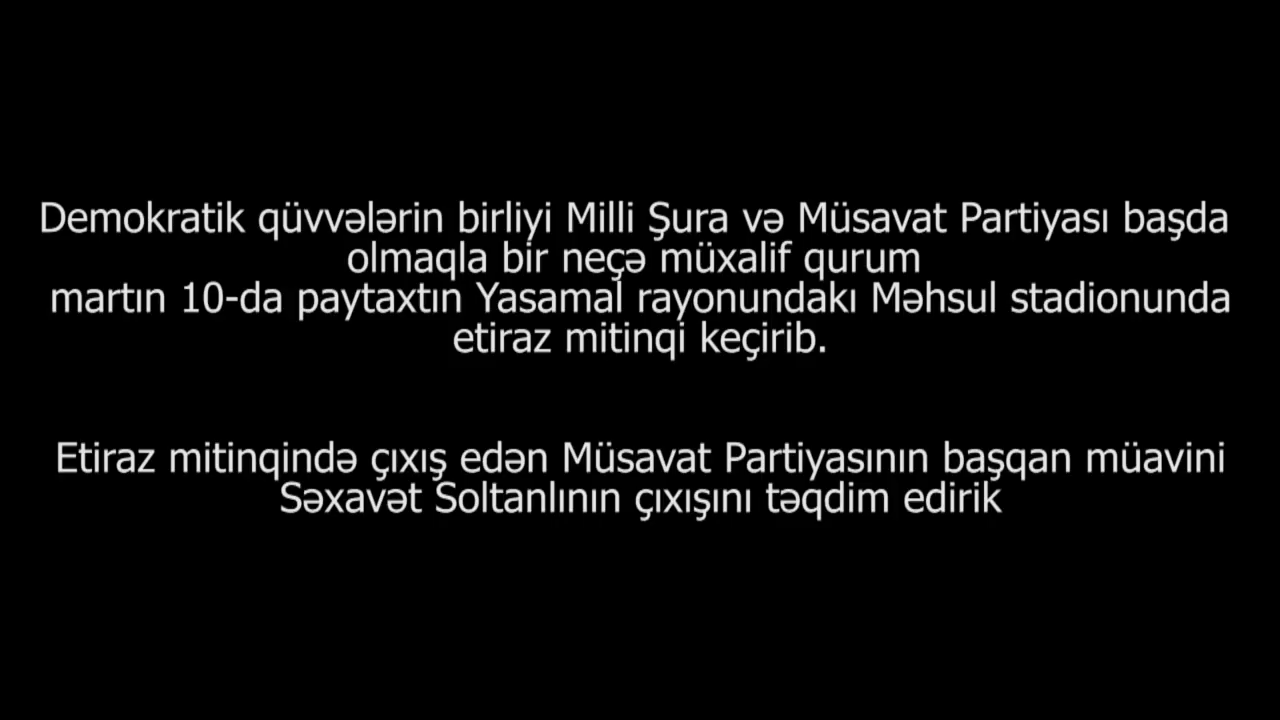 Demokratik qüvvələrin birliyi Milli Şura və Müsavat Partiyası başda
olmaqla bir neçə müxalif qurum
martın 10-da paytaxtın Yasamal rayonundakı Məhsul stadionunda
etiraz mitinqi keçirib.
Etiraz mitinqində çıxış edən Müsavat Partiyasının başqan müavini
Səxavət Soltanlının çıxışını təqdim edirik